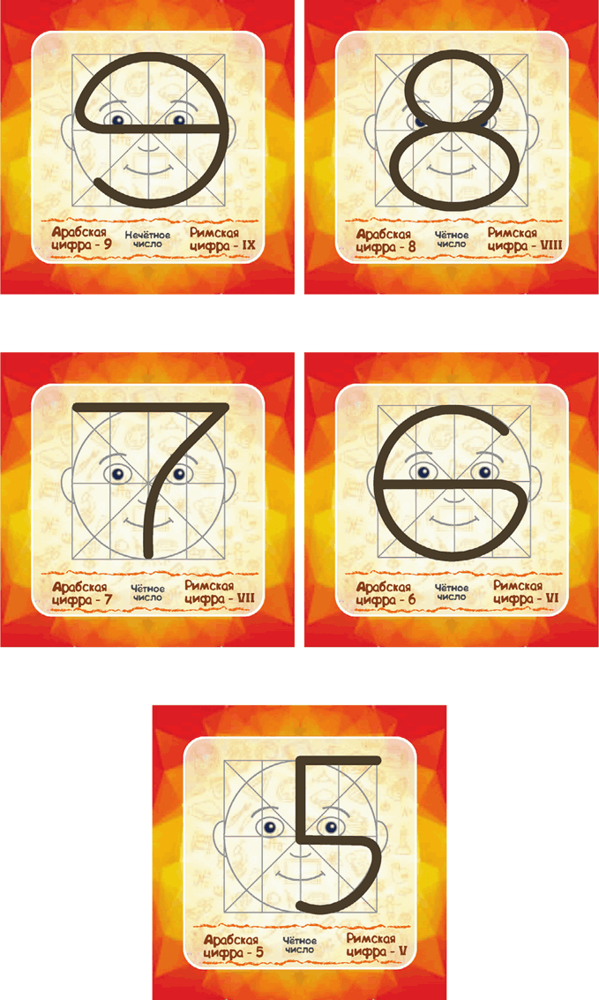 Арабская
цифра - 9
Нечётное
число
Римская
цифра - IX
Арабская
цифра - 8
Чётное
число
Римская
цифра - VIII
Арабская
цифра - 7
Чётное
число
Римская
цифра - VII
Арабская
цифра - 6
Чётное
число
Римская
цифра - VI
Арабская
цифра - 5
Чётное
число
Римская
цифра - V